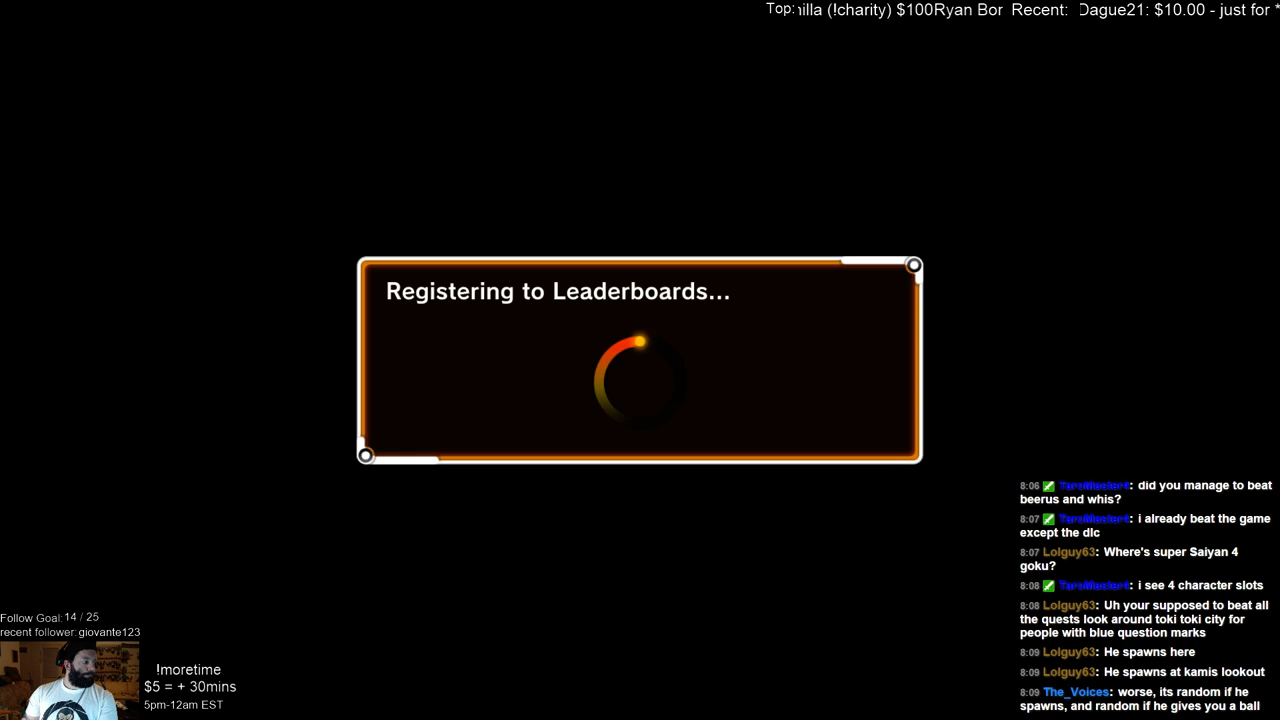 Top: illa (!charity) $100Ryan Bor Recent: Dague21: $10.00 - just for *
Registering to Leaderboards...
8:06 : did you manage to beat
beerus and whis?
8:07 : i already beat the game
except the dlc
8:07 Lolguy63: Where's super Saiyan 4
goku?
8:08 : i see 4 character slots
8:08 Lolguy63: Uh your supposed to beat all
the quests look around toki toki city for
people with blue question marks
8:09 Lolguy63: He spawns here
8:09 Lolguy63: He spawns at kamis lookout
8:09 The_Voices: worse, its random if he
spawns, and random if he gives you a ball
Follow Goal: 14 / 25
recent follower: giovante123
!moretime
$5 = + 30mins
5pm-12am EST